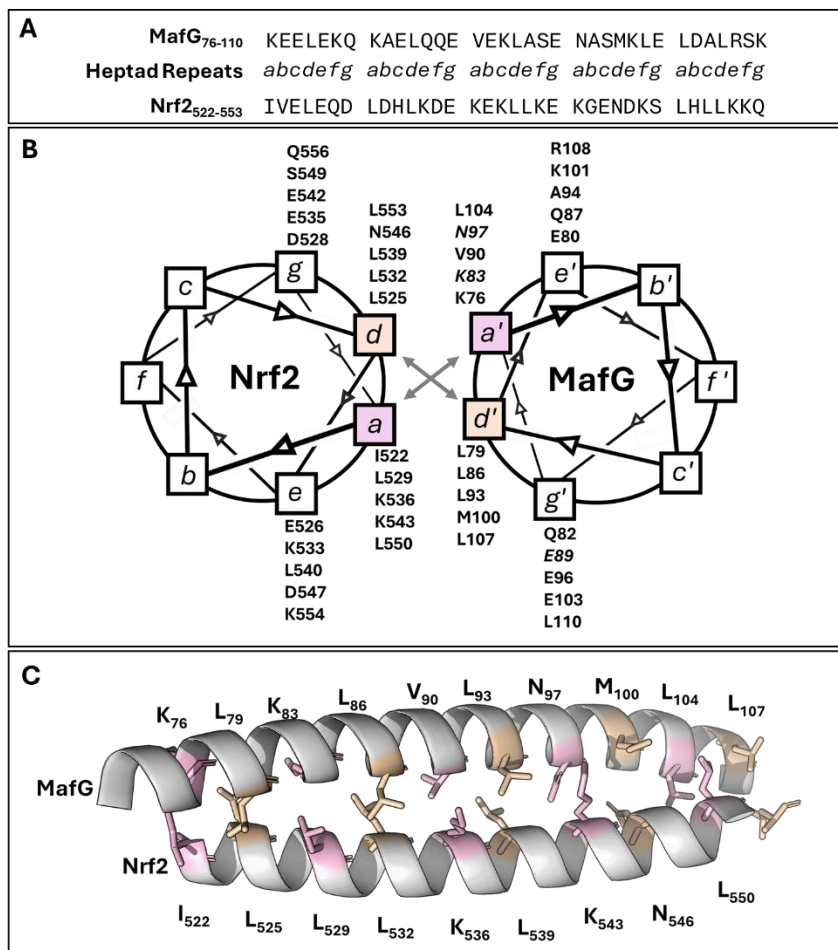 A
MafG76-110 KEELEKQ KAELQQE VEKLASE NASMKLE LDALRSK
Heptad Repeats abcdefg abcdefg abcdefg abcdefg abcdefg
Nrf2522-553 IVELEQD LDHLKDE KEKLLKE KGENDKS LHLLKKQ
B
Q556
S549
E542
E535
D528
L553
N546
L539
L532
L525
L104
N97
V90
K83
K76
R108
K101
A94
Q87
E80
g
c
d
f
Nrf2
a
b
e
e'
b'
a'
MafG
f'
d'
c'
g'
I522
L529
K536
K543
L550
L79
L86
L93
M100
L107
E526
K533
L540
D547
K554
Q82
E89
E96
E103
L110
C
K76 L79 K83 L86 V90 L93 N97 M100 L104 L107
MafG
Nrf2
I522 L525 L529 L532 K536 L539 K543 N546 L550